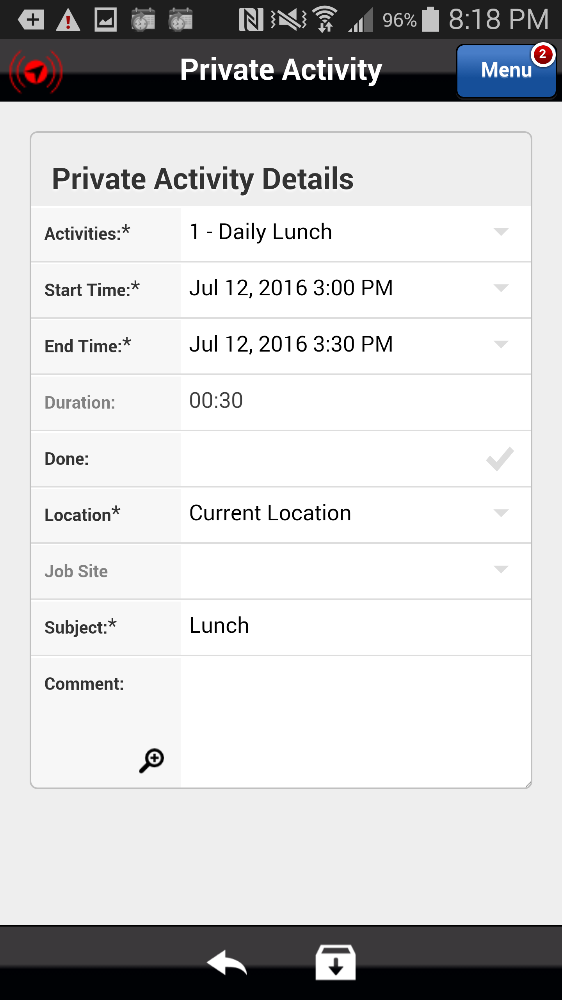 96% 8:18 PM
Private Activity
Menu 2
Private Activity Details
Activities:* 1 - Daily Lunch
Start Time:* Jul 12, 2016 3:00 PM
End Time:* Jul 12, 2016 3:30 PM
Duration: 00:30
Done:
Location* Current Location
Job Site
Subject:* Lunch
Comment: